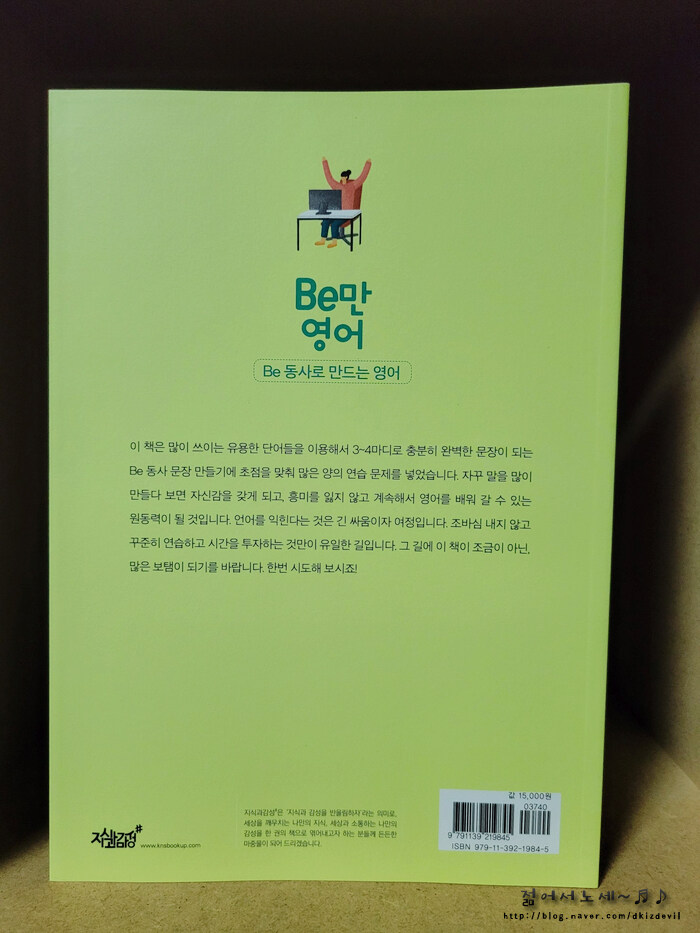 Be만
영어
Be 동사로 만드는 영어
이 책은 많이 쓰이는 유용한 단어들을 이용해서 3~4마디로 충분히 완벽한 문장이 되는
Be 동사 문장 만들기에 초점을 맞춰 많은 양의 연습 문제를 넣었습니다. 자꾸 말을 많이
만들다 보면 자신감을 갖게 되고, 흥미를 잃지 않고 계속해서 영어를 배워 갈 수 있는
원동력이 될 것입니다. 언어를 익힌다는 것은 긴 싸움이자 여정입니다. 조바심 내지 않고
꾸준히 연습하고 시간을 투자하는 것만이 유일한 길입니다. 그 길에 이 책이 조금이 아닌,
많은 보탬이 되기를 바랍니다. 한번 시도해 보시죠!
지식과감성#
www.knsbookup.com
지식과감성#은 '지식과 감성을 반올림하자'라는 의미로,
세상을 깨우치는 나만의 지식, 세상과 소통하는 나만의
감성을 한 권의 책으로 엮어내고자 하는 분들께 든든한
마중물이 되어 드리겠습니다.
값 15,000원
03740
9 791139 219845
ISBN 979-11-392-1984-5
젊어서노세~♬♪
http://blog.naver.com/dkizdevil